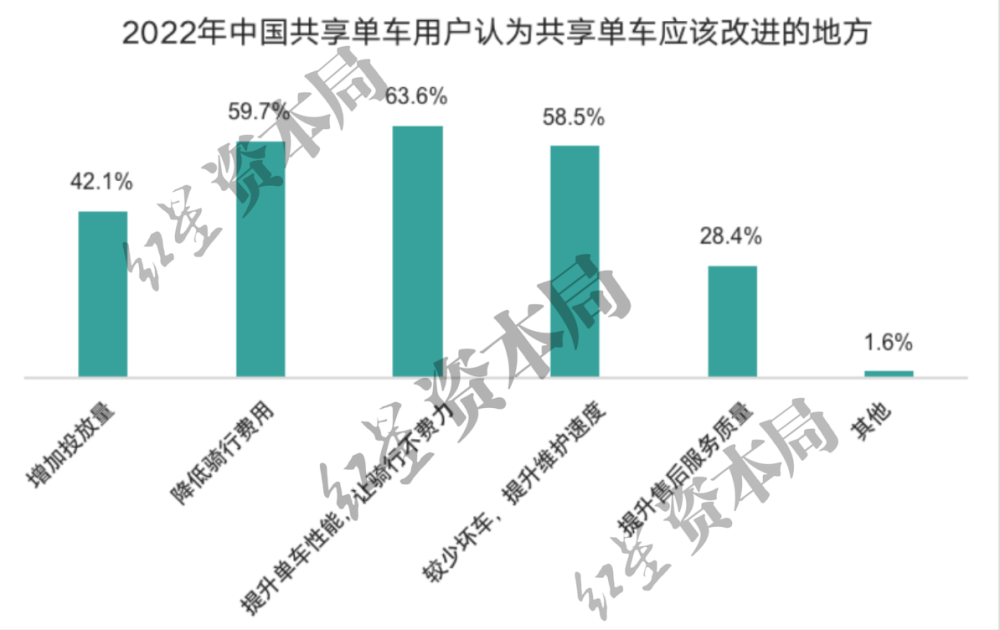 2022年中国共享单车用户认为共享单车应该改进的地方
42.1%
59.7%
63.6%
58.5%
28.4%
1.6%
增加投放量
降低骑行费用
提升单车性能，让骑行不费力
较少坏车，提升维护速度
提升售后服务质量
其他
红星资本局
红星资本局
红星资本局